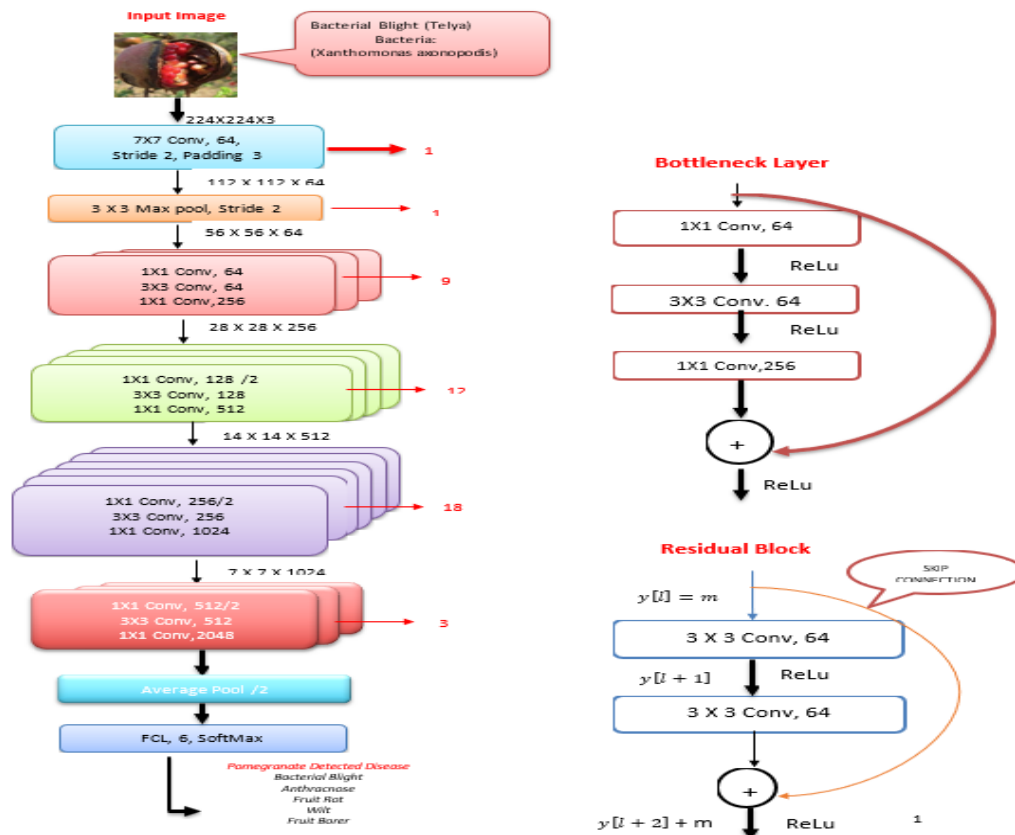 Input Image
Bacterial Blight (Telya)
Bacteria:
(Xanthomonas axonopodis)
224X224X3
7X7 Conv, 64,
Stride 2, Padding 3
1
112 X 112 X 64
3 X 3 Max pool, Stride 2
1
56 X 56 X 64
1X1 Conv, 64
3X3 Conv, 64
1X1 Conv,256
9
28 X 28 X 256
1X1 Conv, 128 /2
3X3 Conv, 128
1X1 Conv, 512
12
14 X 14 X 512
1X1 Conv, 256/2
3X3 Conv, 256
1X1 Conv, 1024
18
7 X 7 X 1024
1X1 Conv, 512/2
3X3 Conv, 512
1X1 Conv,2048
3
Average Pool /2
FCL, 6, SoftMax
Pomegranate Detected Disease
Bacterial Blight
Anthracnose
Fruit Rot
Wilt
Fruit Borer
Bottleneck Layer
1X1 Conv, 64
ReLu
3X3 Conv. 64
ReLu
1X1 Conv,256
+
ReLu
Residual Block
SKIP
CONNECTION
y[l] = m
3 X 3 Conv, 64
y[l + 1]
ReLu
3 X 3 Conv, 64
+
y[l + 2] + m
ReLu
1